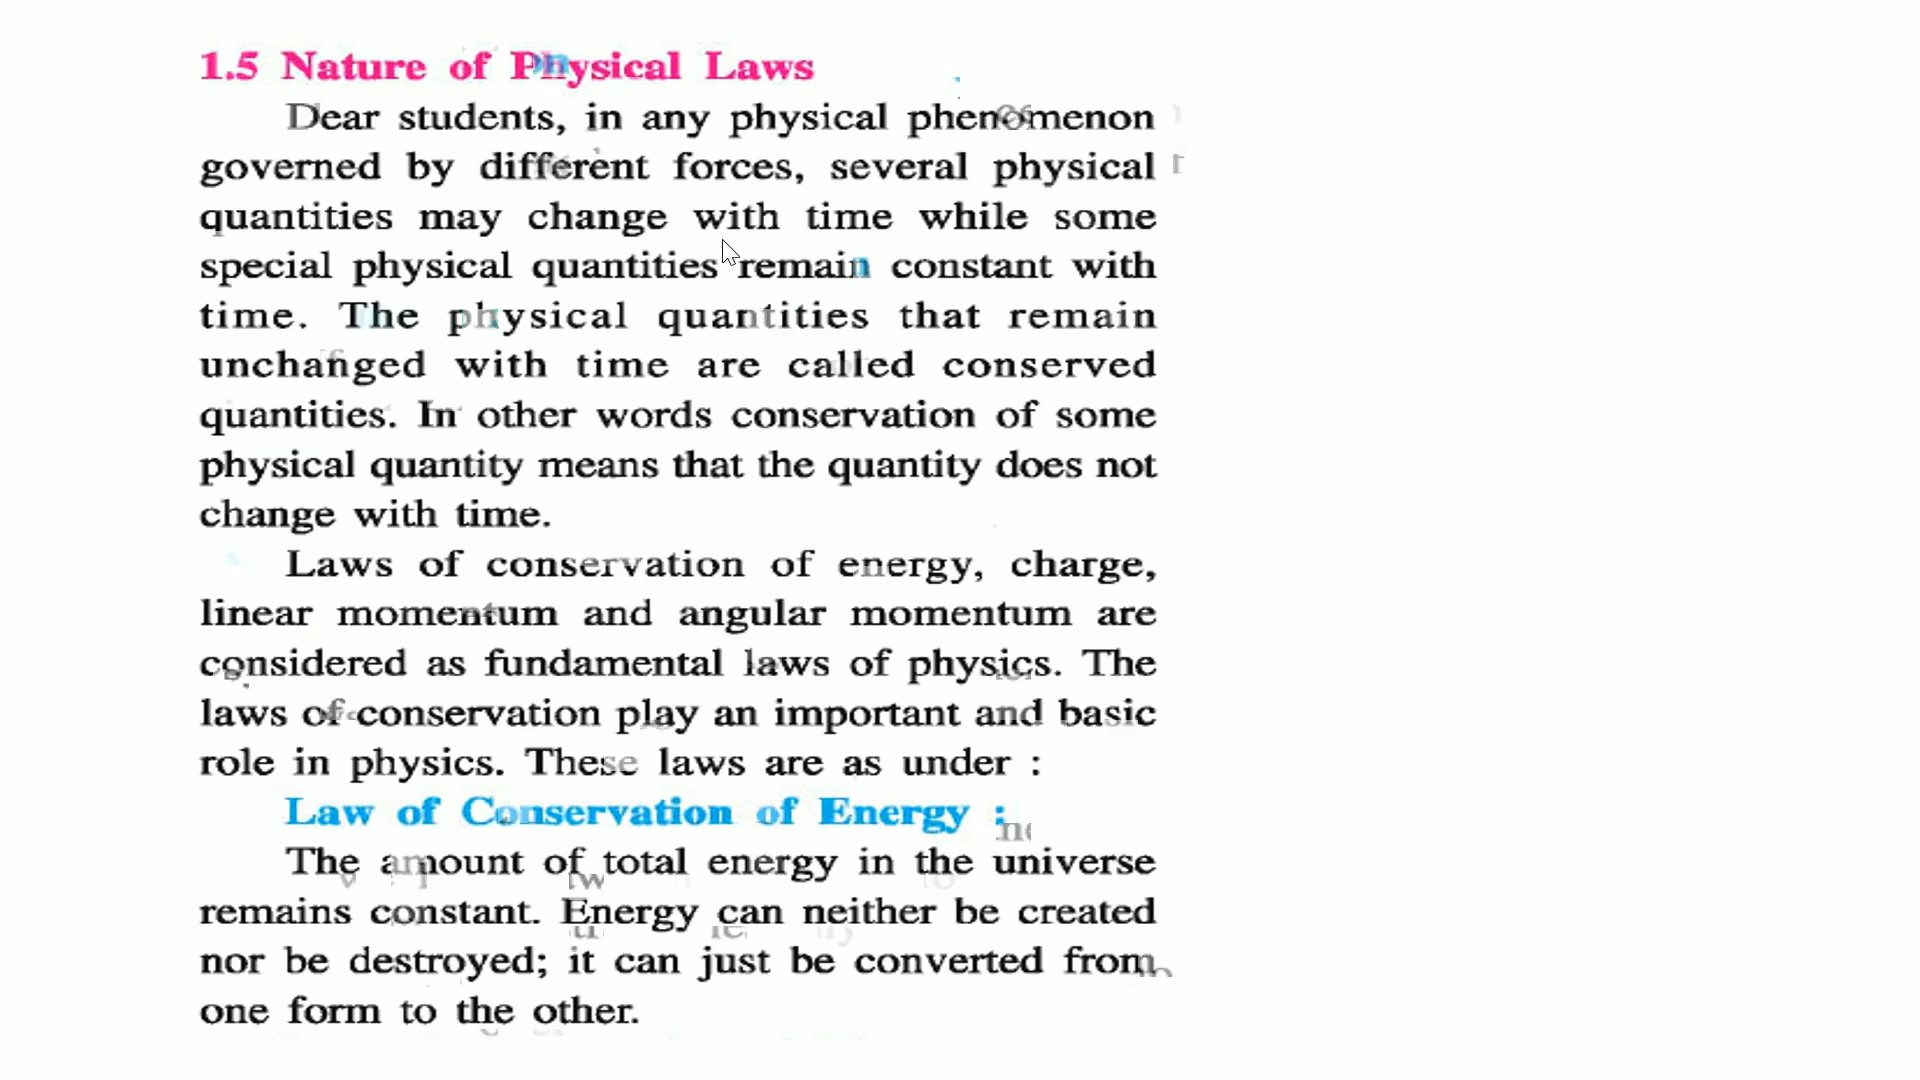 1.5 Nature of Physical Laws
Dear students, in any physical phenomenon
governed by different forces, several physical
quantities may change with time while some
special physical quantities remain constant with
time. The physical quantities that remain
unchanged with time are called conserved
quantities. In other words conservation of some
physical quantity means that the quantity does not
change with time.
Laws of conservation of energy, charge,
linear momentum and angular momentum are
considered as fundamental laws of physics. The
laws of conservation play an important and basic
role in physics. These laws are as under :
Law of Conservation of Energy :
The amount of total energy in the universe
remains constant. Energy can neither be created
nor be destroyed; it can just be converted from
one form to the other.